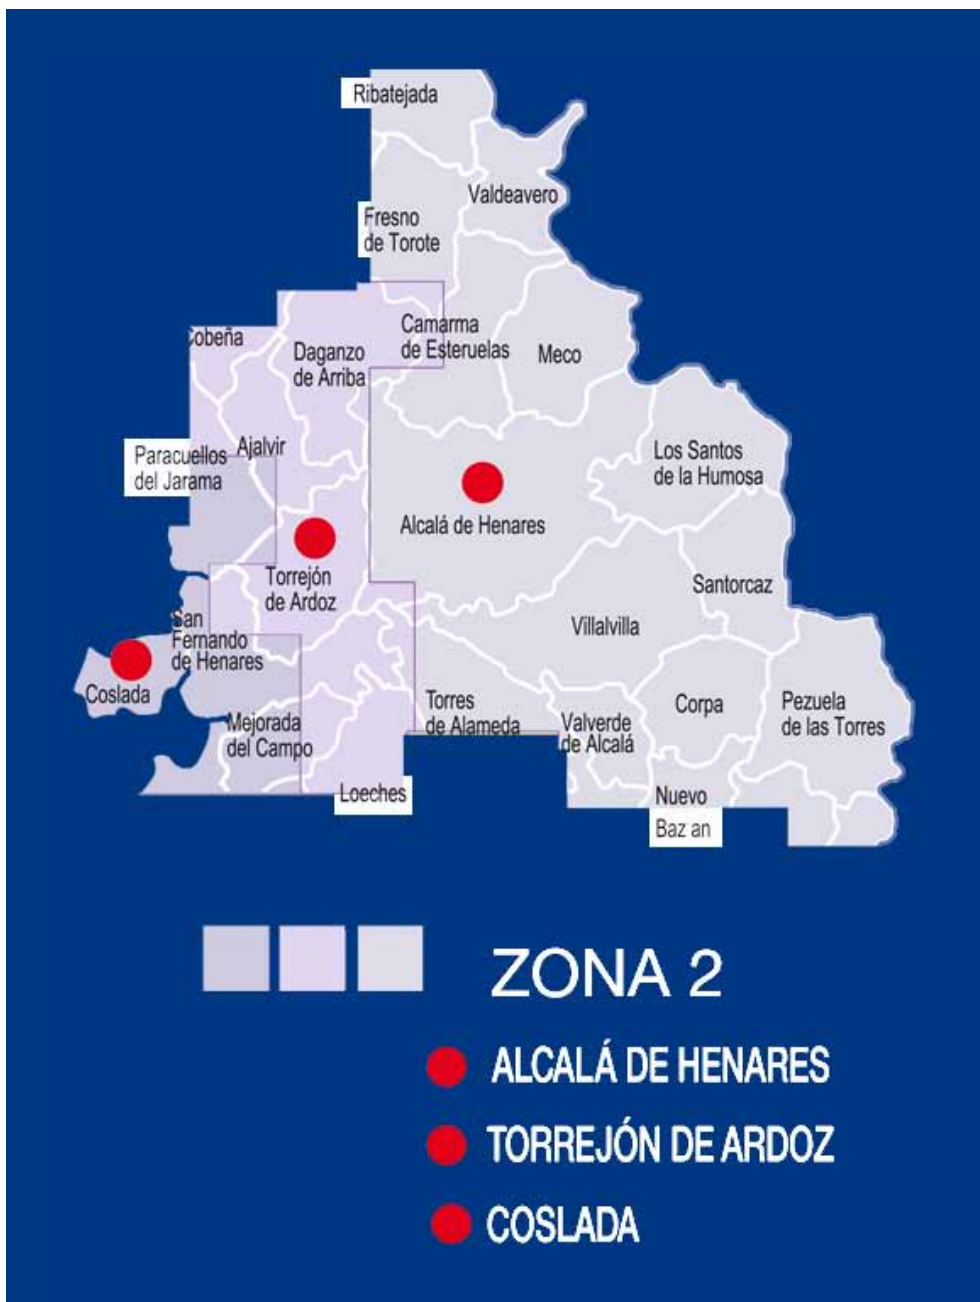 Ribatejada
Valdeavero
Fresno
de Torote
Camarma
de Esteruelas
Cobeña
Daganzo
de Arriba
Meco
Ajalvir
Paracuellos
del Jarama
Los Santos
de la Humosa
Alcalá de Henares
Torrejón
de Ardoz
Santorcaz
San
Fernando
de Henares
Villalvilla
Coslada
Torres
de Alameda
Corpa
Pezuela
de las Torres
Mejorada
del Campo
Valverde
de Alcalá
Loeches
Nuevo
Baz an
ZONA 2
ALCALÁ DE HENARES
TORREJÓN DE ARDOZ
COSLADA